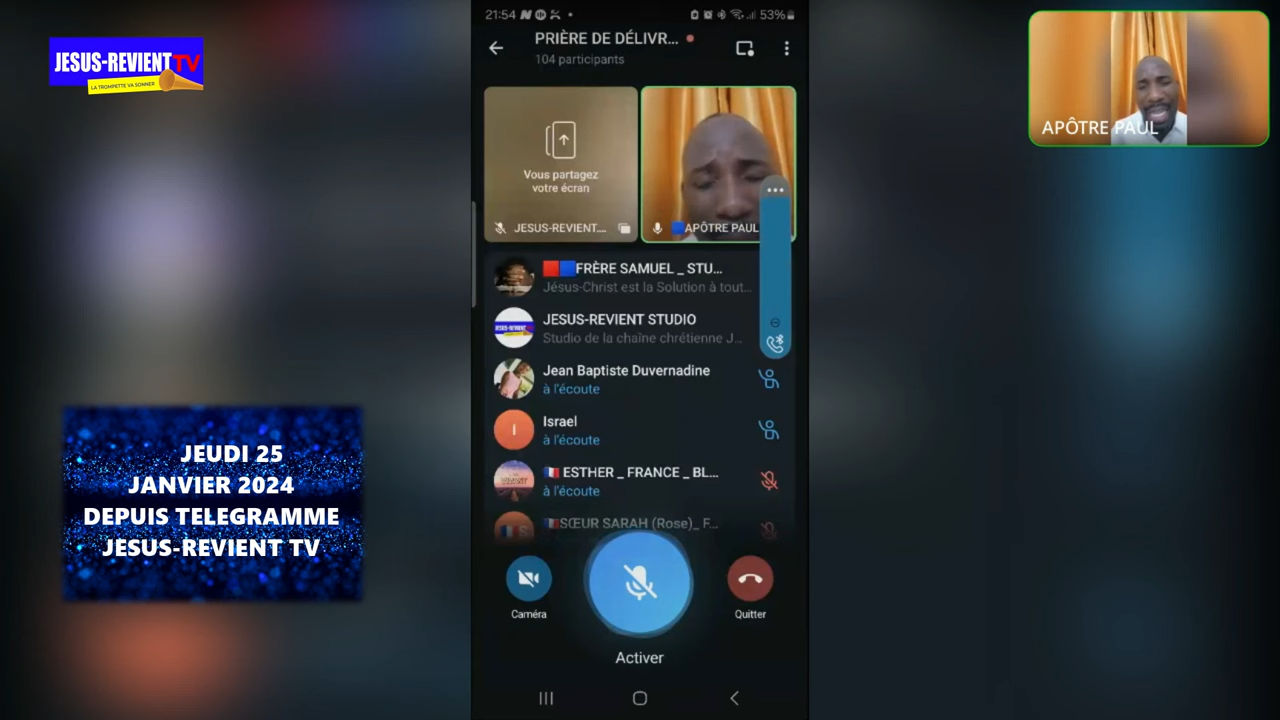 JESUS-REVIENT TV
LA TROMPETTE VA SONNER
JEUDI 25
JANVIER 2024
DEPUIS TELEGRAMME
JESUS-REVIENT TV
21:54
53%
PRIÈRE DE DÉLIVR...
104 participants
Vous partagez
votre écran
JESUS-REVIENT...
APÔTRE PAUL
FRÈRE SAMUEL _ STU...
Jésus-Christ est la Solution à tout...
JESUS-REVIENT STUDIO
Studio de la chaîne chrétienne J...
Jean Baptiste Duvernadine
à l'écoute
I
Israel
à l'écoute
ESTHER _ FRANCE _ BL...
à l'écoute
SŒUR SARAH (Rose)_ F...
Caméra
Quitter
Activer
APÔTRE PAUL